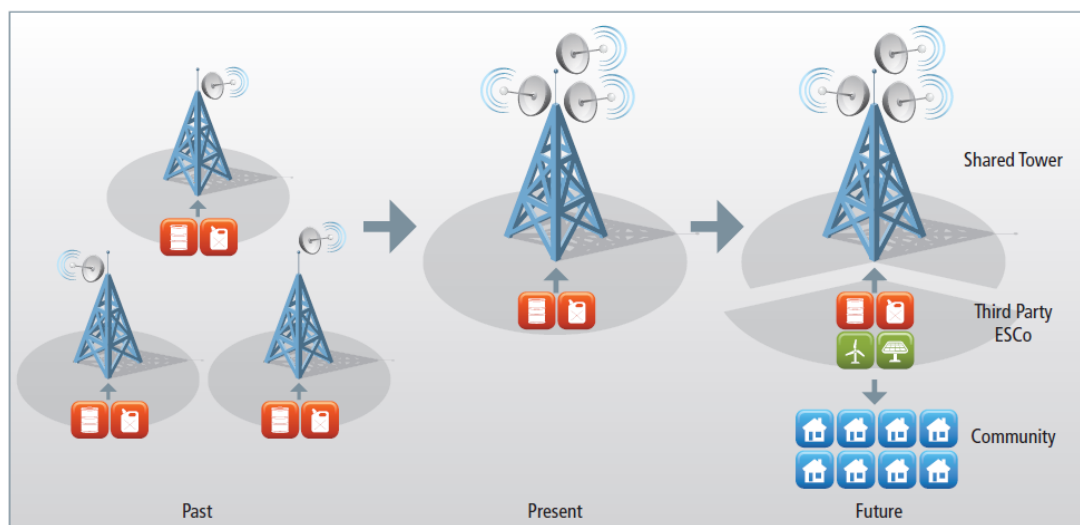 Shared Tower
Third Party
ESCo
Community
Past
Present
Future